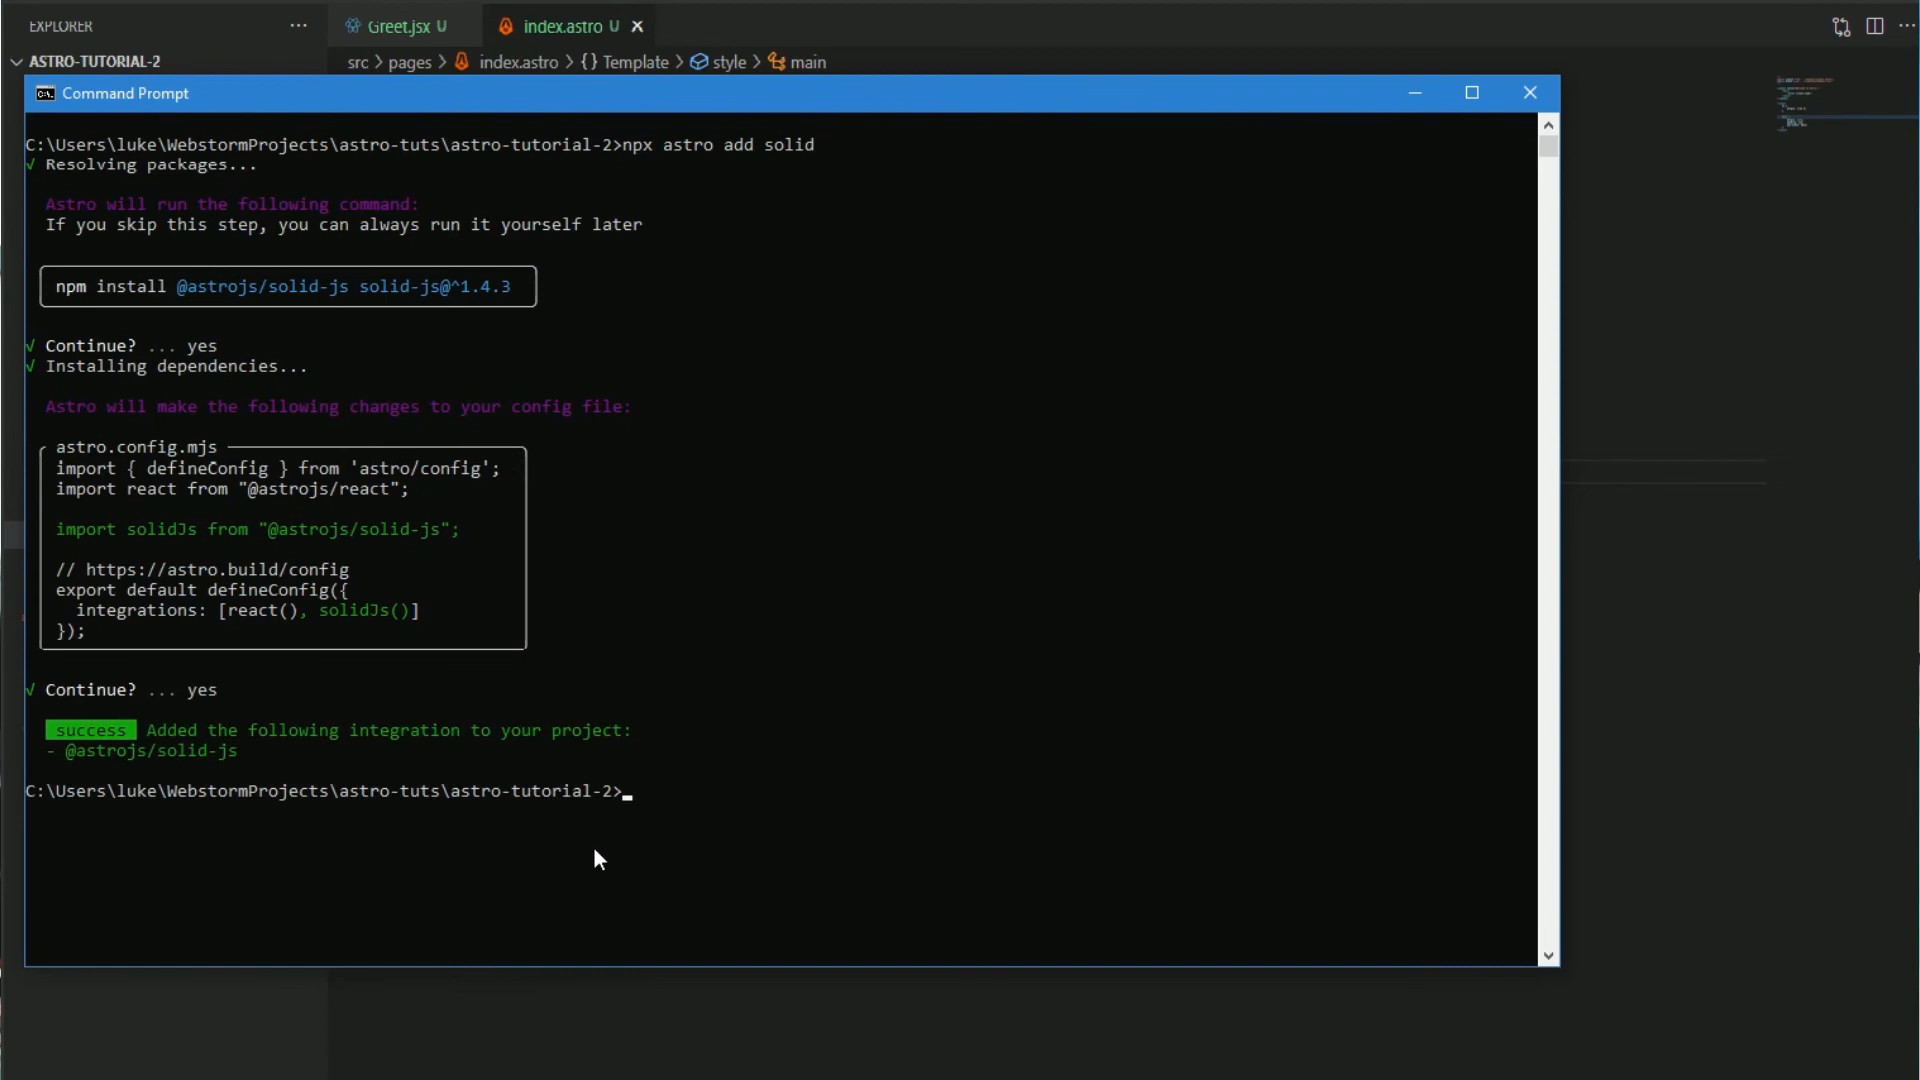 EXPLORER ··· Greet.jsx U index.astro U
ASTRO-TUTORIAL-2 src > pages > index.astro > {} Template > style > main
Command Prompt
C:\Users\luke\WebstormProjects\astro-tuts\astro-tutorial-2>npx astro add solid
√ Resolving packages...
Astro will run the following command:
If you skip this step, you can always run it yourself later
npm install @astrojs/solid-js solid-js@^1.4.3
√ Continue? ... yes
√ Installing dependencies...
Astro will make the following changes to your config file:
astro.config.mjs
import { defineConfig } from 'astro/config';
import react from "@astrojs/react";
import solidJs from "@astrojs/solid-js";
// https://astro.build/config
export default defineConfig({
integrations: [react(), solidJs()]
});
√ Continue? ... yes
success Added the following integration to your project:
- @astrojs/solid-js
C:\Users\luke\WebstormProjects\astro-tuts\astro-tutorial-2>